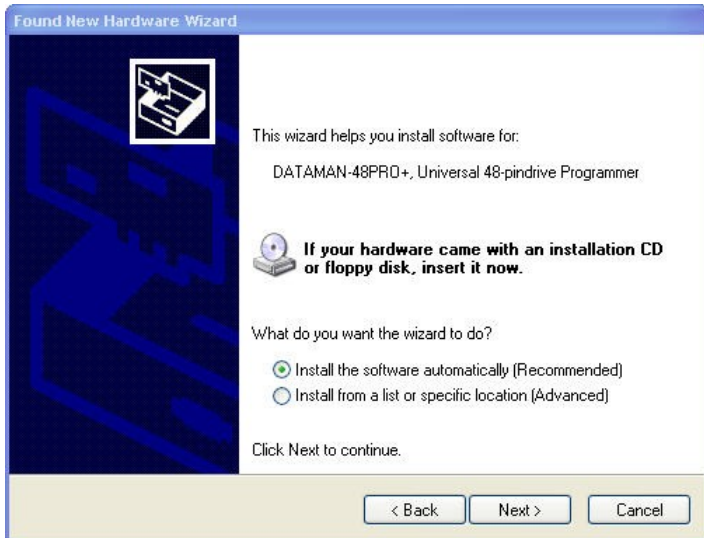 Found New Hardware Wizard
This wizard helps you install software for:
DATAMAN-48PRO+, Universal 48-pindrive Programmer
If your hardware came with an installation CD
or floppy disk, insert it now.
What do you want the wizard to do?
Install the software automatically (Recommended)
Install from a list or specific location (Advanced)
Click Next to continue.
< Back
Next >
Cancel